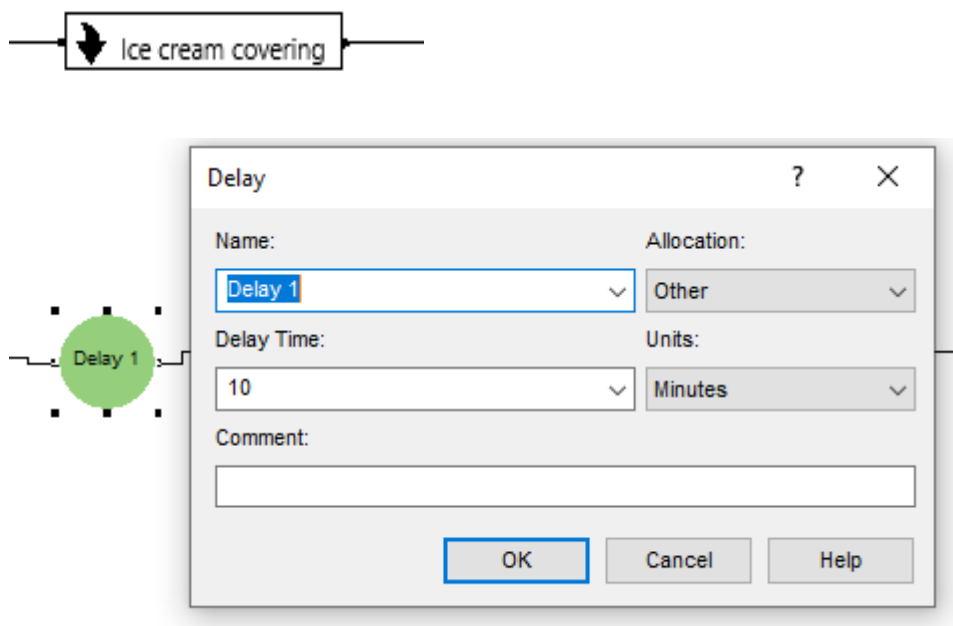 Ice cream covering
Delay ?
Name: Allocation:
Delay 1 Other
Delay Time: Units:
Delay 1
10 Minutes
Comment:
OK Cancel Help